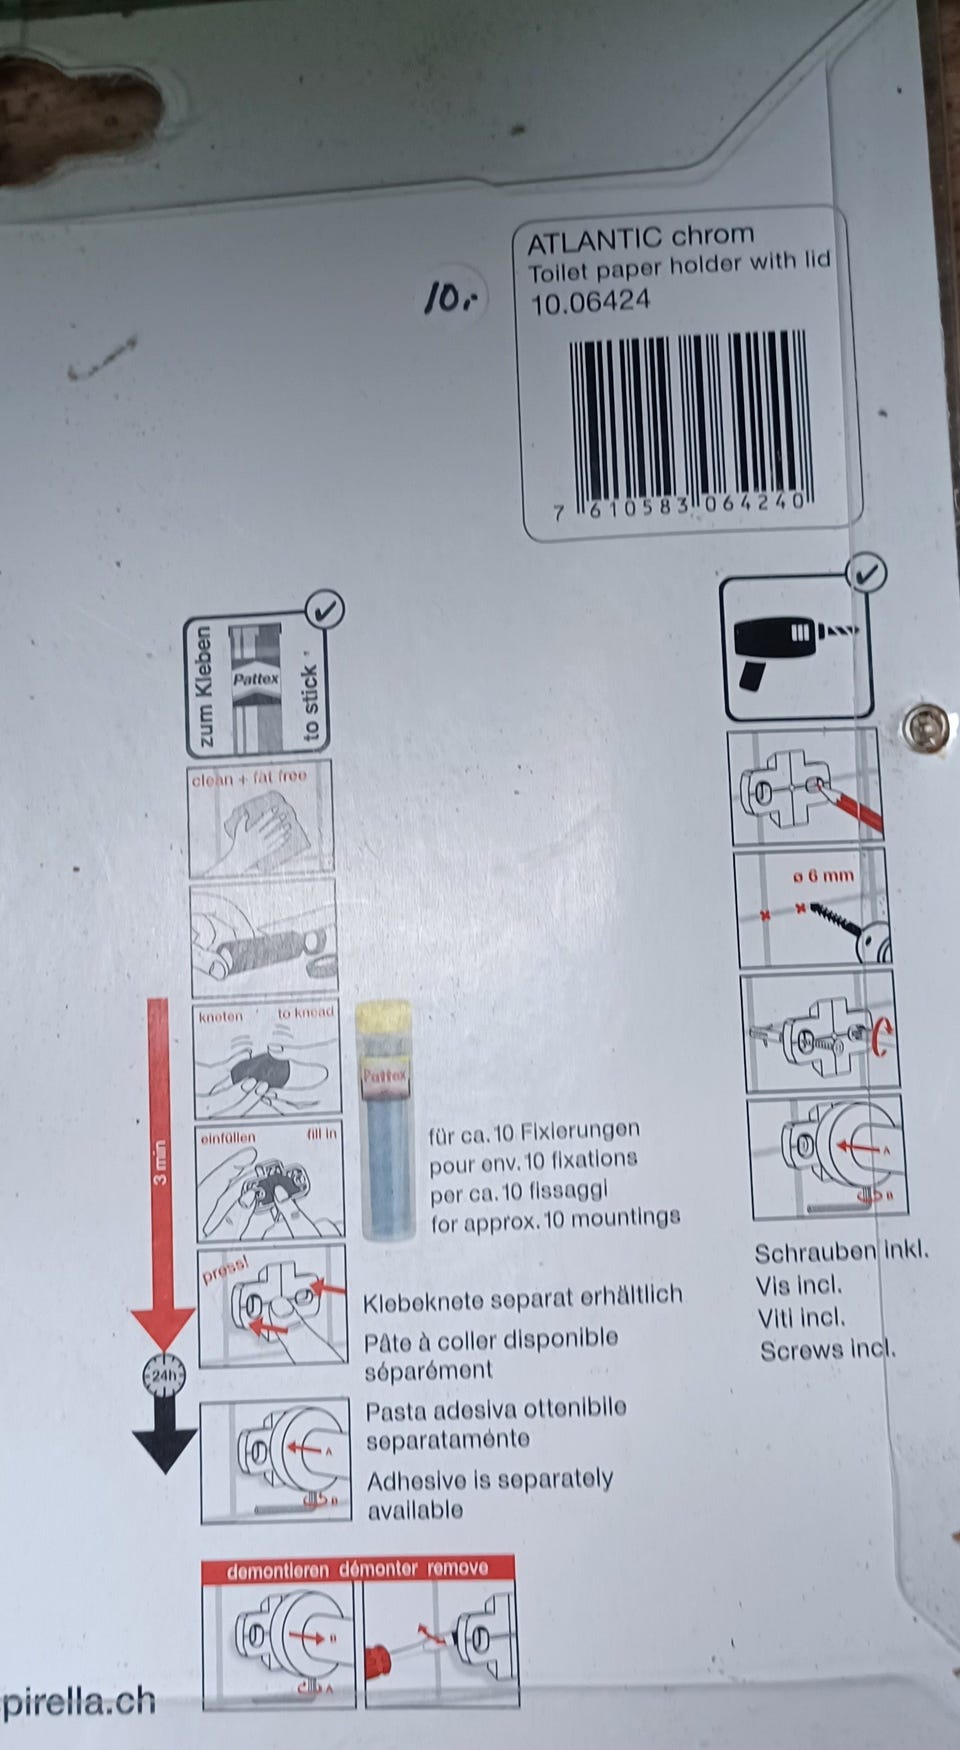 ATLANTIC chrom
Toilet paper holder with lid
10.06424
10.-
7 610583 064240
zum Kleben
Pattex
to stick
clean + fat free
kneten to knead
einfüllen fill in
press!
3 min
24h
A
B
Pattex
für ca. 10 Fixierungen
pour env. 10 fixations
per ca. 10 fissaggi
for approx. 10 mountings
Klebeknete separat erhältlich
Pâte à coller disponible
séparément
Pasta adesiva ottenibile
separataménte
Adhesive is separately
available
ø 6 mm
A
B
Schrauben inkl.
Vis incl.
Viti incl.
Screws incl.
demontieren démonter remove
B
A
pirella.ch